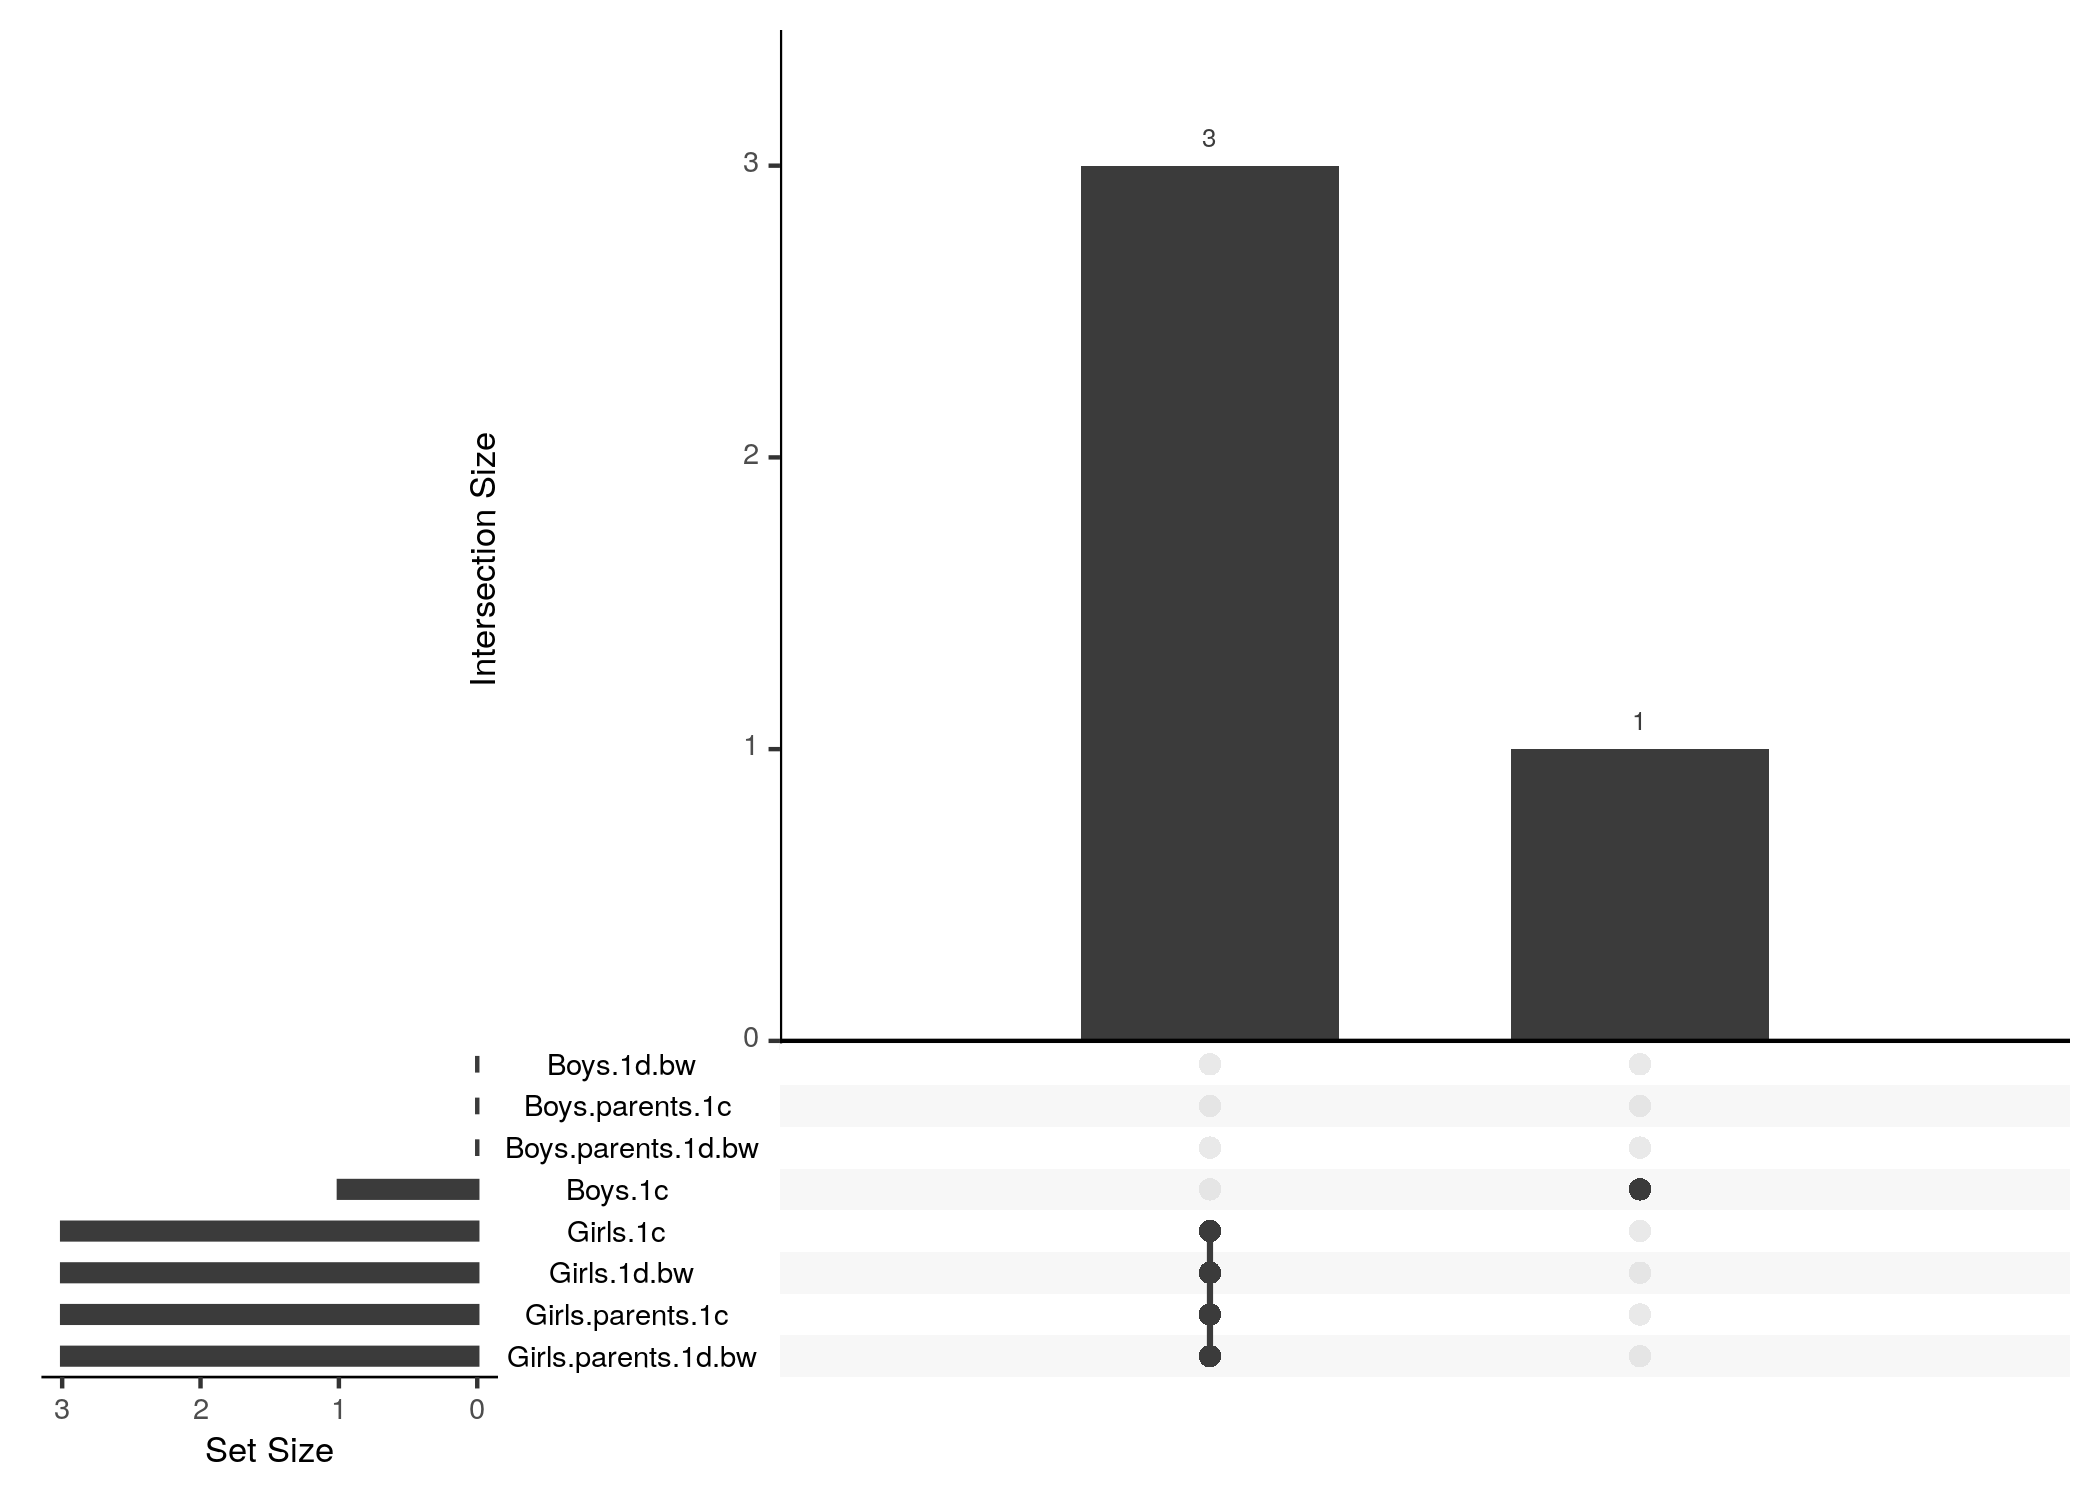 3
3
2
1
1
0
Intersection Size
Boys.1d.bw
Boys.parents.1c
Boys.parents.1d.bw
Boys.1c
Girls.1c
Girls.1d.bw
Girls.parents.1c
Girls.parents.1d.bw
3 2 1 0
Set Size